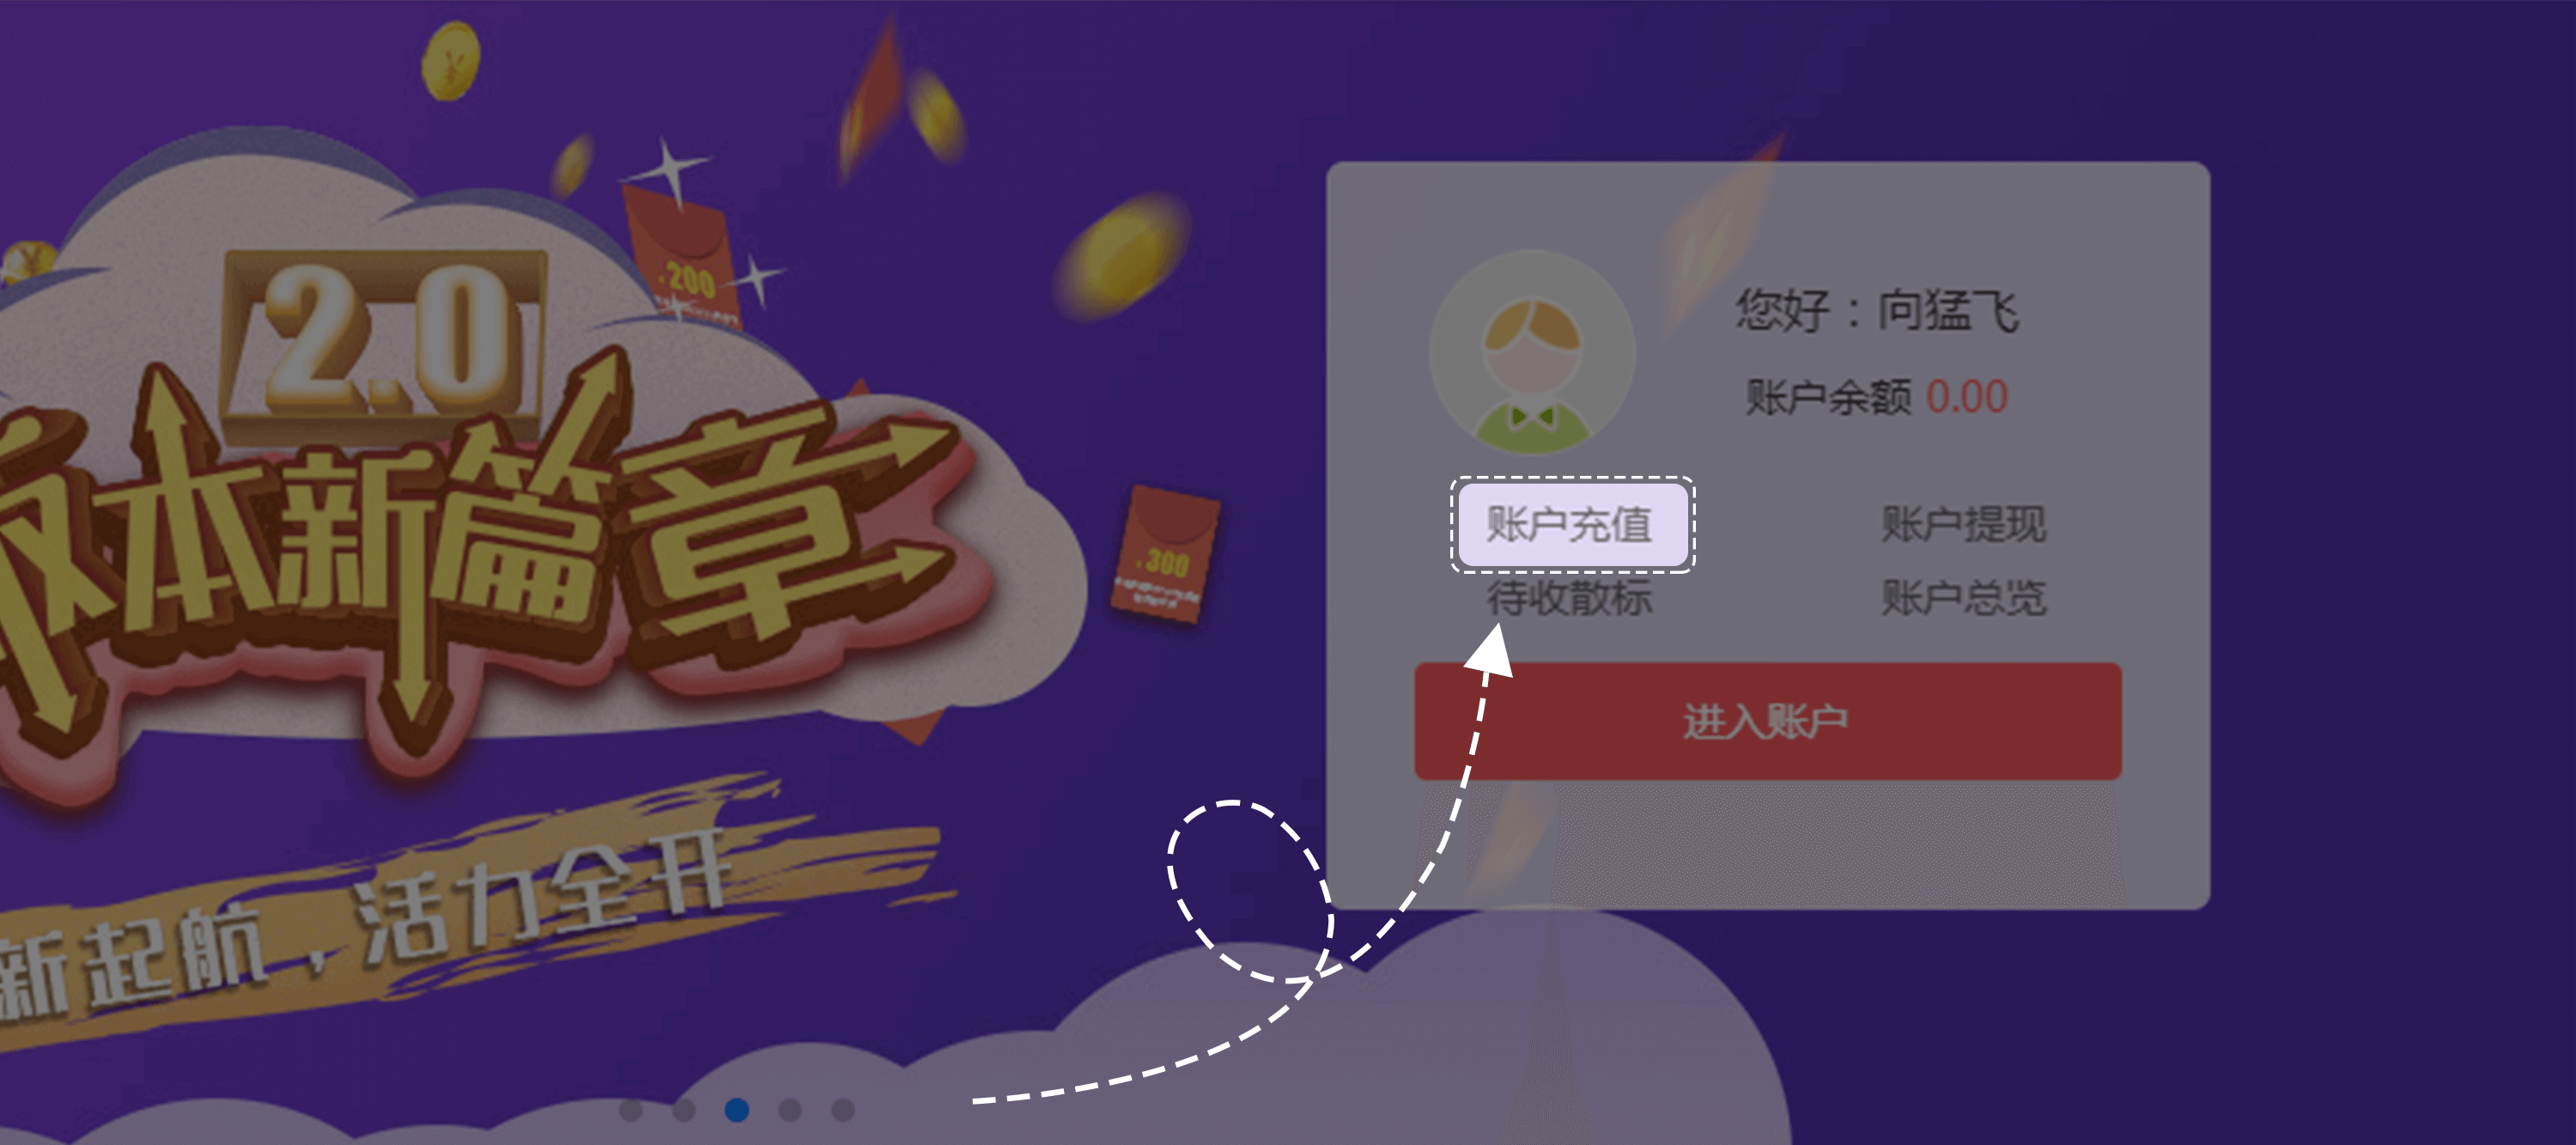 2.0
版本新篇章
新起航，活力全开
200
300
您好：向猛飞
账户余额 0.00
账户充值 账户提现
待收散标 账户总览
进入账户